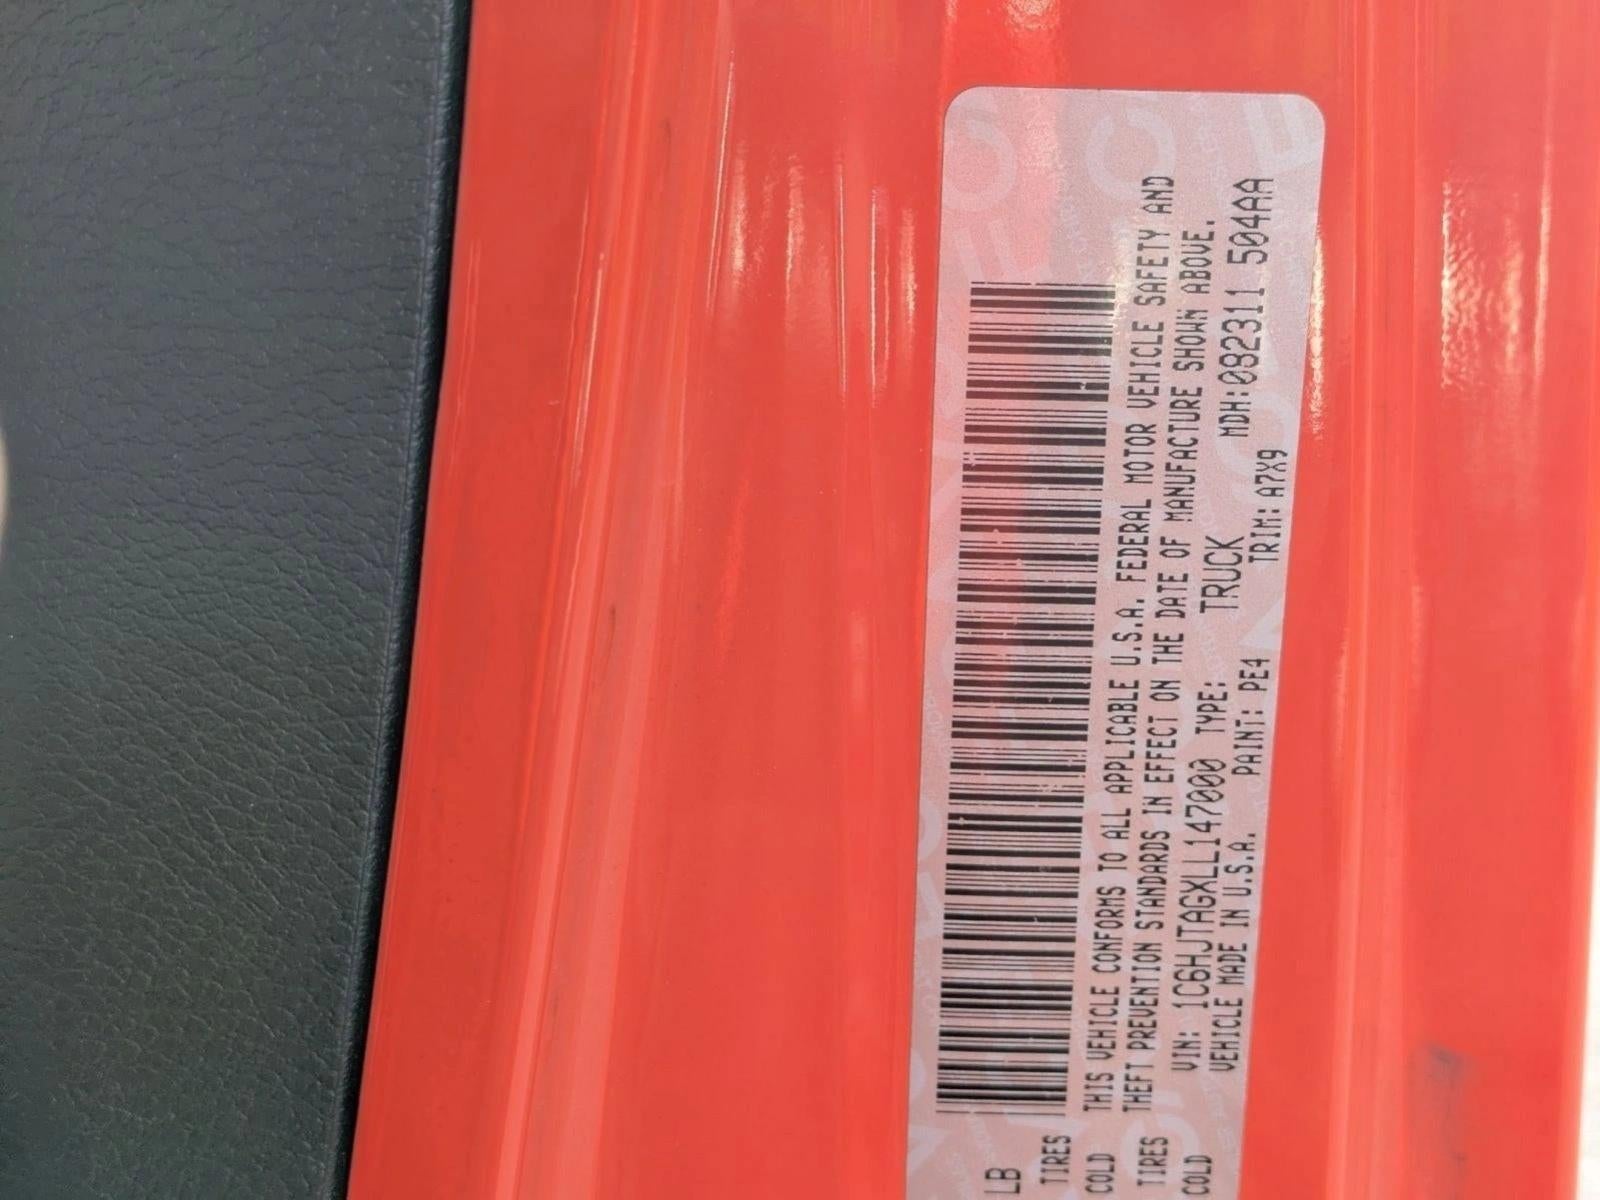 LB
TIRES
COLD
TIRES
COLD
THIS VEHICLE CONFORMS TO ALL APPLICABLE U.S.A. FEDERAL MOTOR VEHICLE SAFETY AND
THEFT PREVENTION STANDARDS IN EFFECT ON THE DATE OF MANUFACTURE SHOWN ABOVE.
VIN: 1C6HJTAGXLL147000 TYPE: TRUCK MDH:082311 504AA
VEHICLE MADE IN U.S.A. PAINT: PE4 TRIM: A7X9